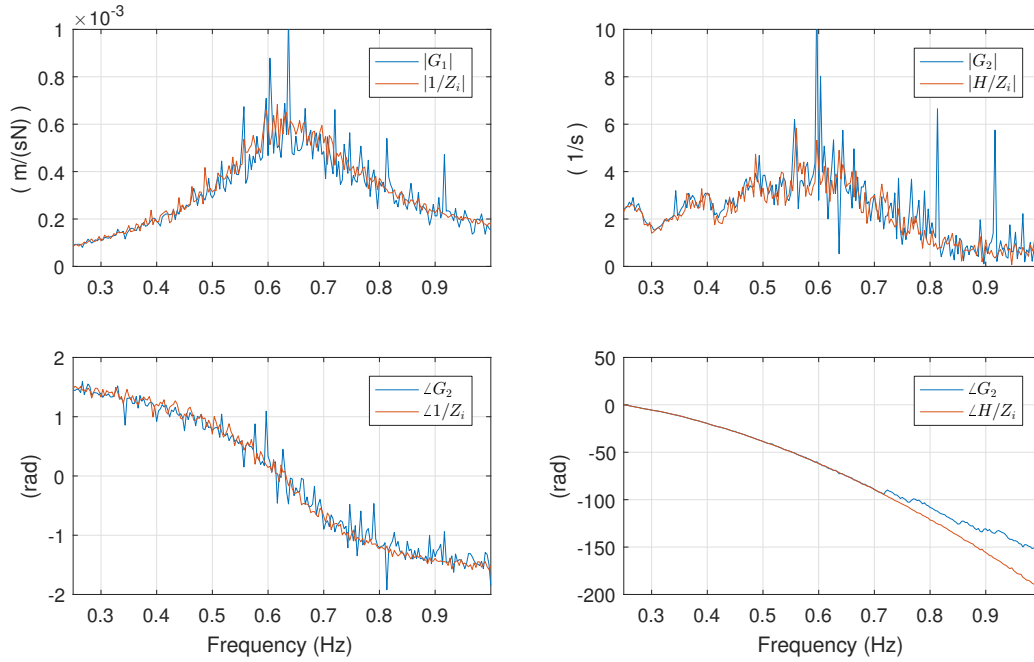 ×10⁻³
1
0.8
0.6
0.4
0.2
0
( m/(sN) )
|G₁|
|1/Zᵢ|
0.3 0.4 0.5 0.6 0.7 0.8 0.9
10
8
6
4
2
0
( 1/s )
|G₂|
|H/Zᵢ|
0.3 0.4 0.5 0.6 0.7 0.8 0.9
2
1
0
-1
-2
(rad)
∠G₂
∠1/Zᵢ
0.3 0.4 0.5 0.6 0.7 0.8 0.9
Frequency (Hz)
50
0
-50
-100
-150
-200
(rad)
∠G₂
∠H/Zᵢ
0.3 0.4 0.5 0.6 0.7 0.8 0.9
Frequency (Hz)